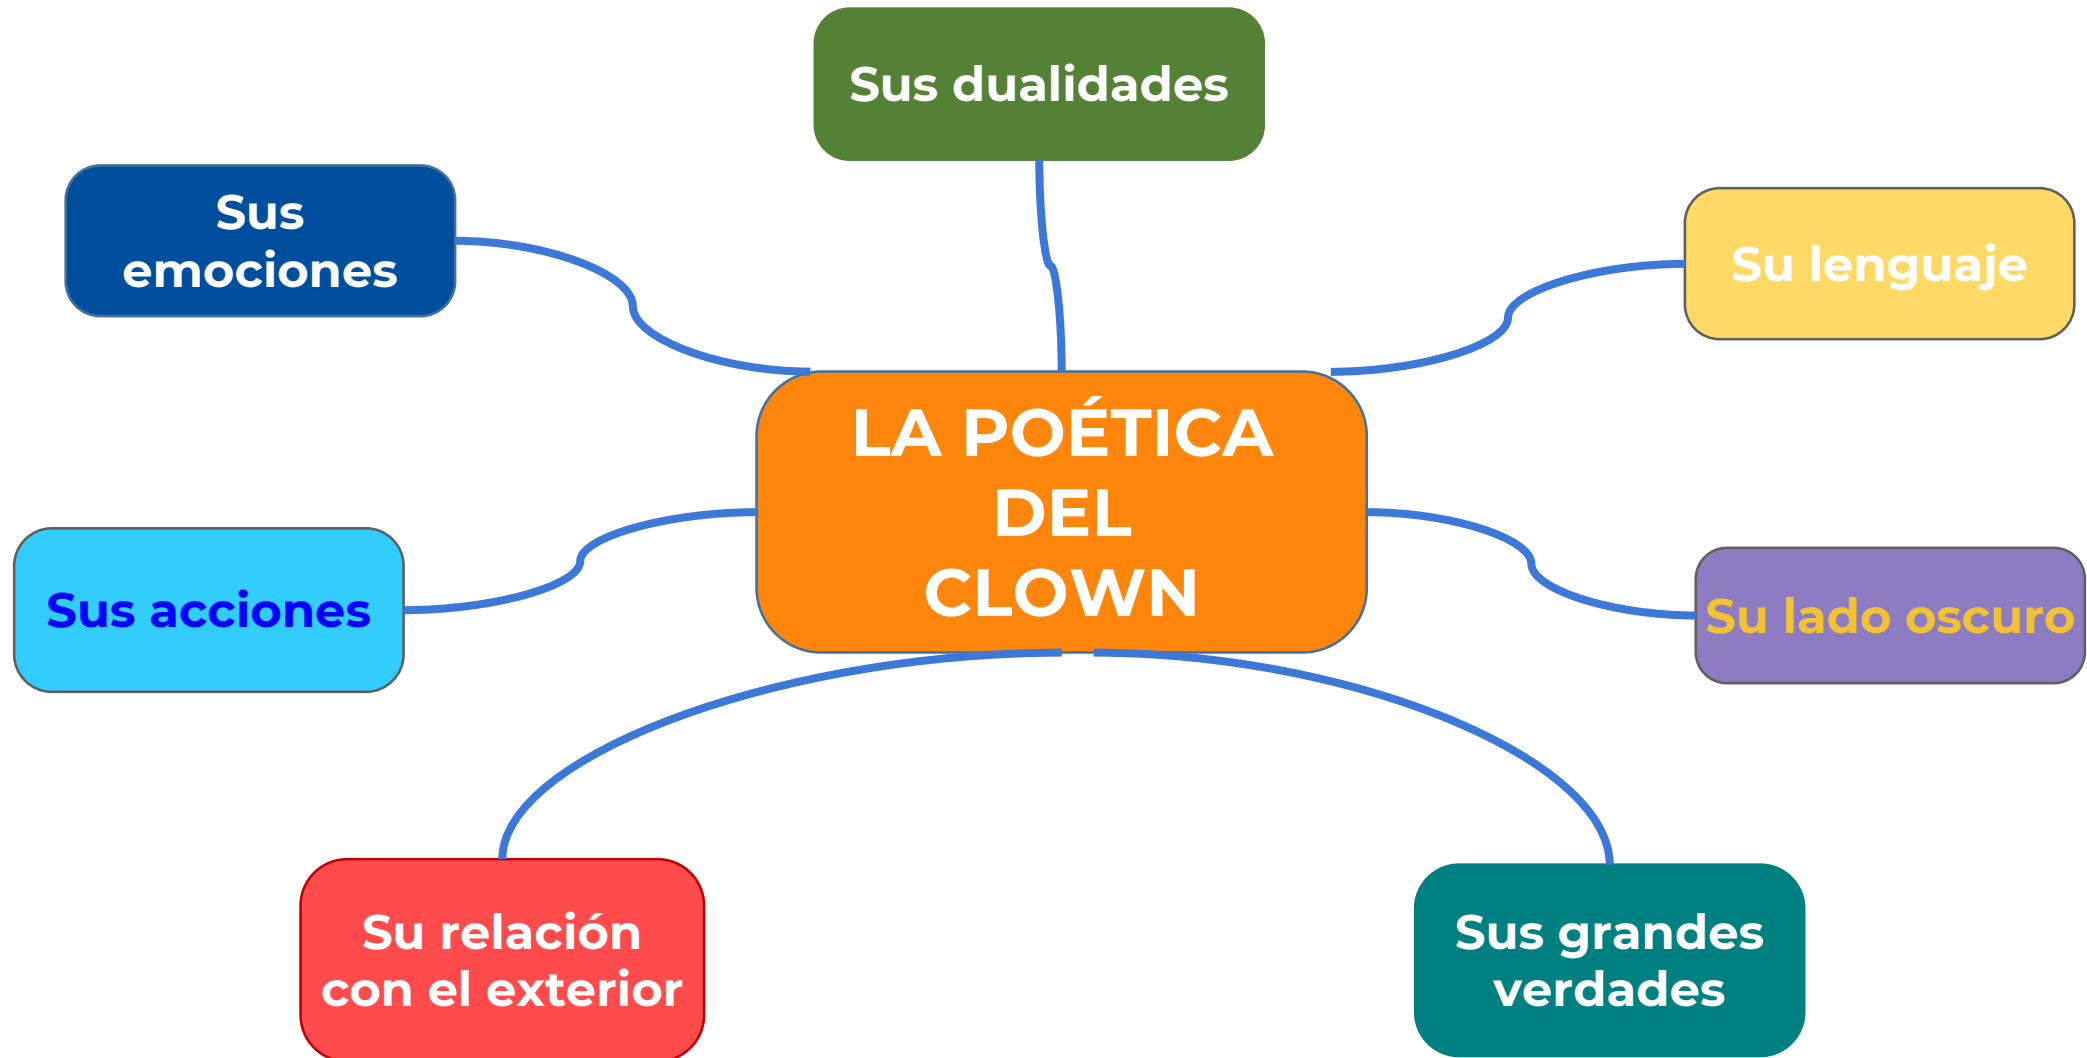 Sus dualidades
Sus
emociones
Su lenguaje
LA POÉTICA
DEL
CLOWN
Sus acciones
Su lado oscuro
Su relación
con el exterior
Sus grandes
verdades